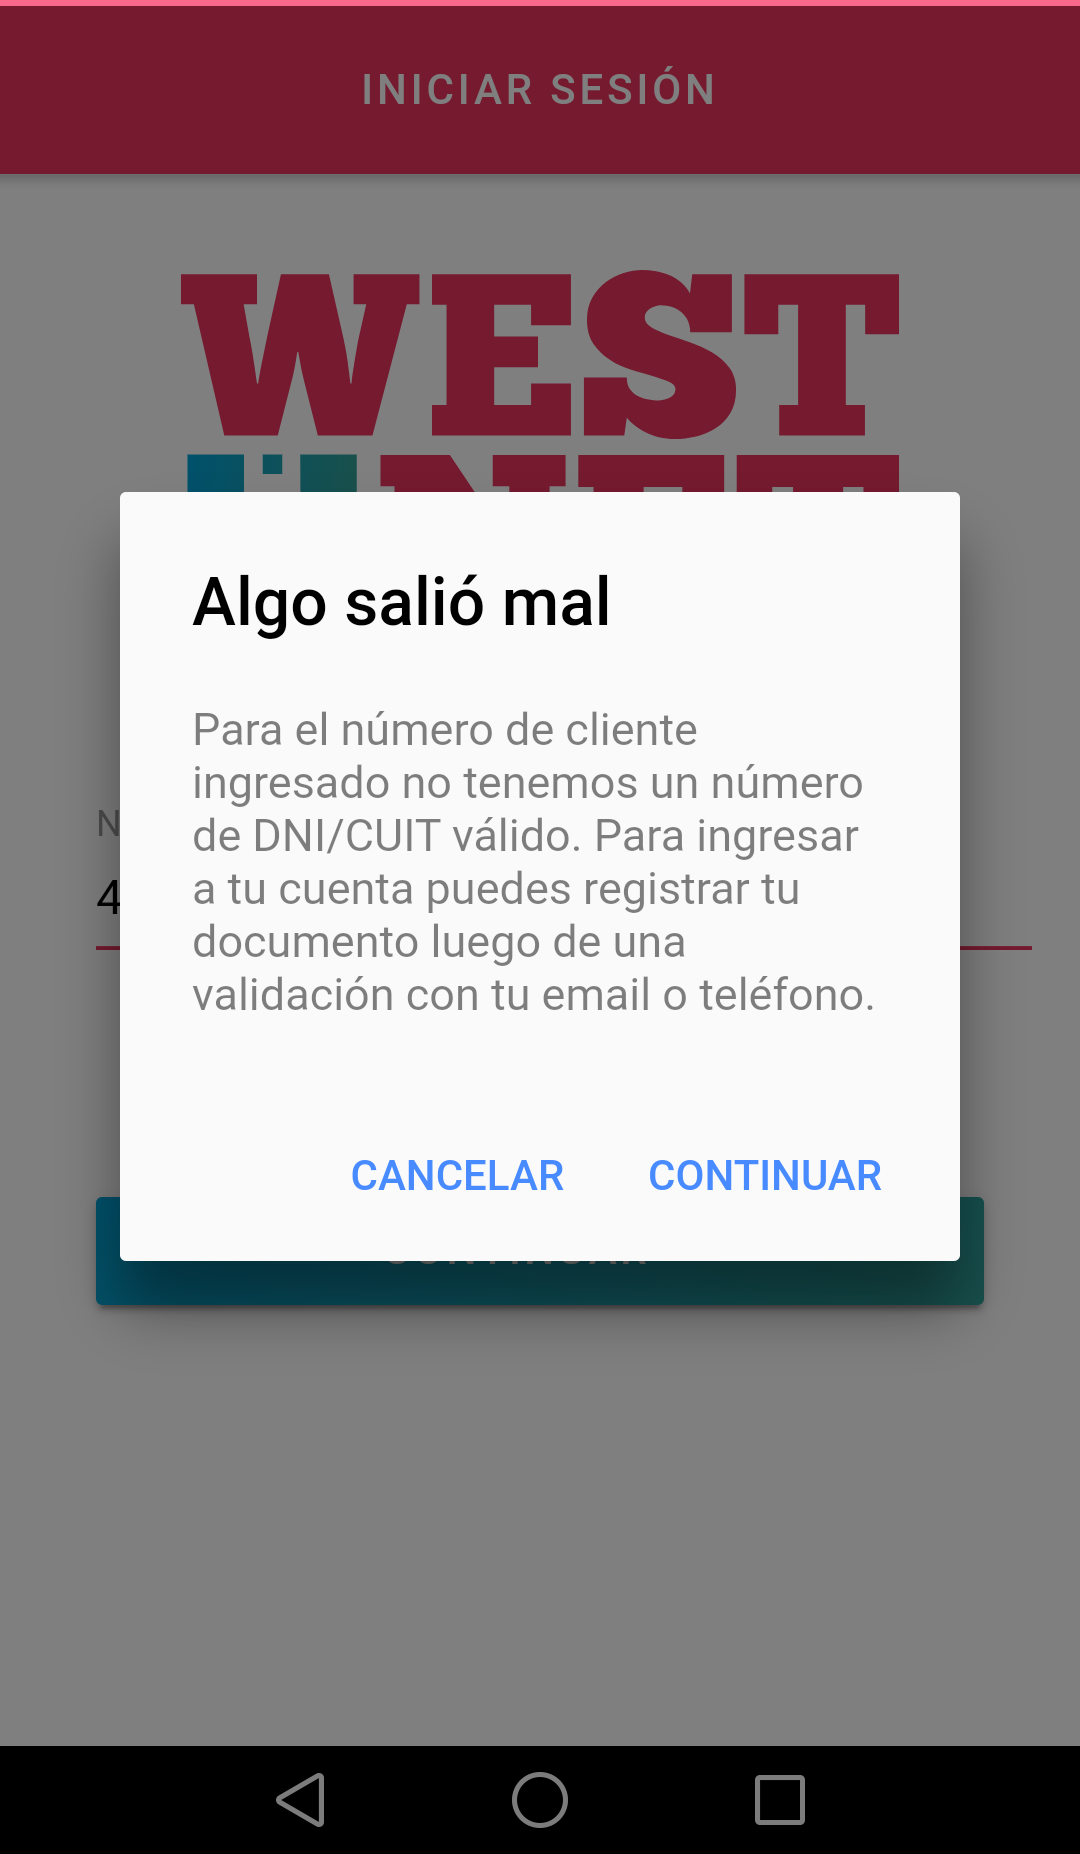 INICIAR SESIÓN
WEST
NET
Algo salió mal
Para el número de cliente
ingresado no tenemos un número
de DNI/CUIT válido. Para ingresar
a tu cuenta puedes registrar tu
documento luego de una
validación con tu email o teléfono.
CANCELAR CONTINUAR
CONTINUAR